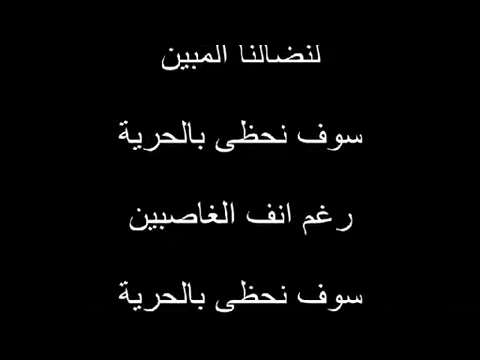 لنضالنا المبين
سوف نحظى بالحرية
رغم انف الغاصبين
سوف نحظى بالحرية